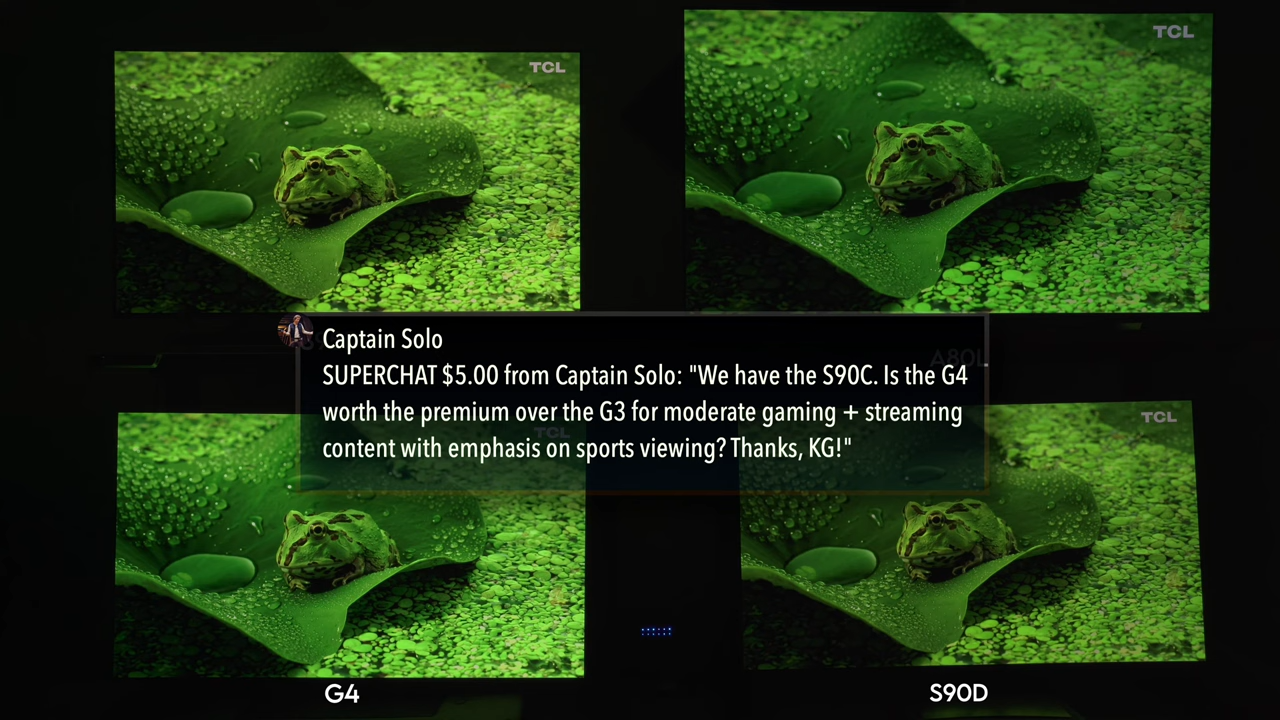 TCL
TCL
Captain Solo
A80L
SUPERCHAT $5.00 from Captain Solo: "We have the S90C. Is the G4
worth the premium over the G3 for moderate gaming + streaming
content with emphasis on sports viewing? Thanks, KG!"
TCL
TCL
G4
S90D